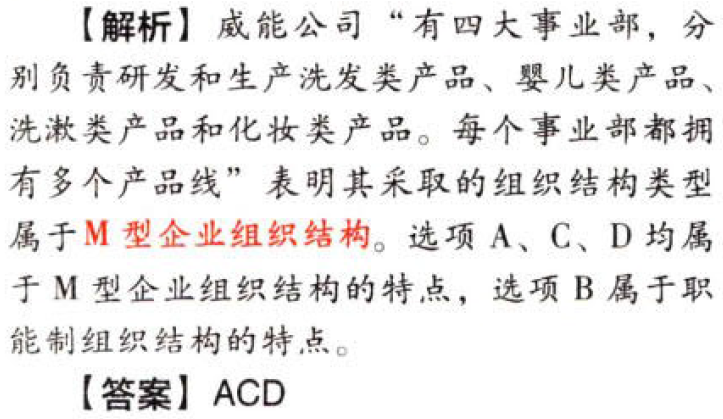 【解析】威能公司“有四大事业部，分
别负责研发和生产洗发类产品、婴儿类产品、
洗漱类产品和化妆类产品。每个事业部都拥
有多个产品线”表明其采取的组织结构类型
属于M型企业组织结构。选项A、C、D均属
于M型企业组织结构的特点，选项B属于职
能制组织结构的特点。
【答案】ACD